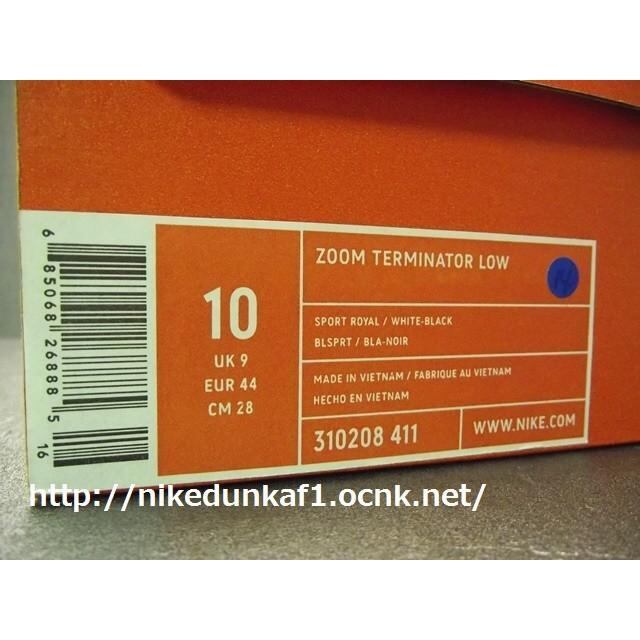 ZOOM TERMINATOR LOW
10
UK 9
EUR 44
CM 28
SPORT ROYAL / WHITE-BLACK
BLSPRT / BLA-NOIR
MADE IN VIETNAM / FABRIQUE AU VIETNAM
HECHO EN VIETNAM
310208 411
WWW.NIKE.COM
6 85068 26888 5
16
http://nikedunkaf1.ocnk.net/